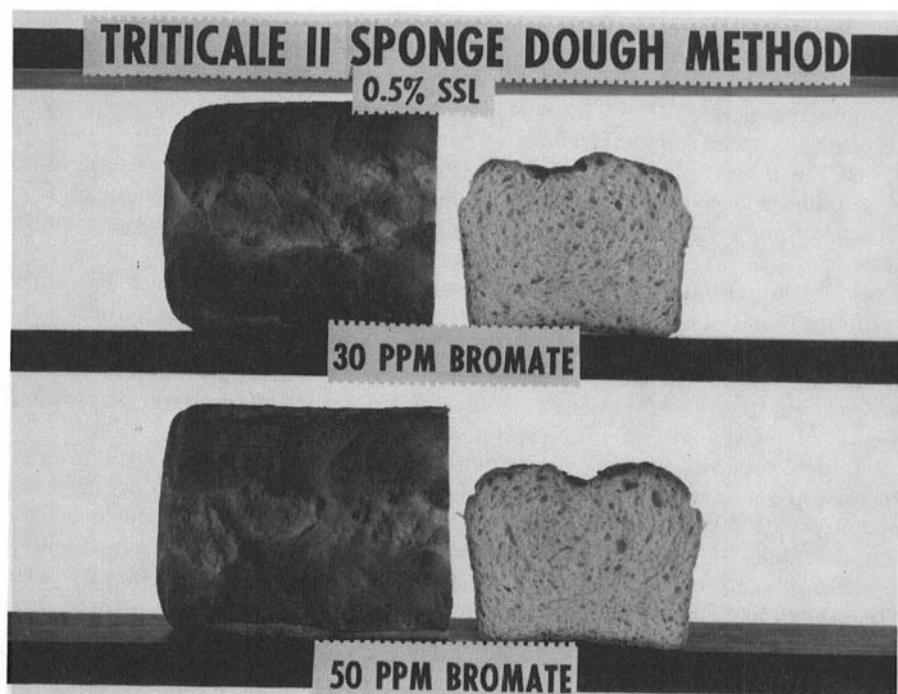 TRITICALE II SPONGE DOUGH METHOD
0.5% SSL
30 PPM BROMATE
50 PPM BROMATE